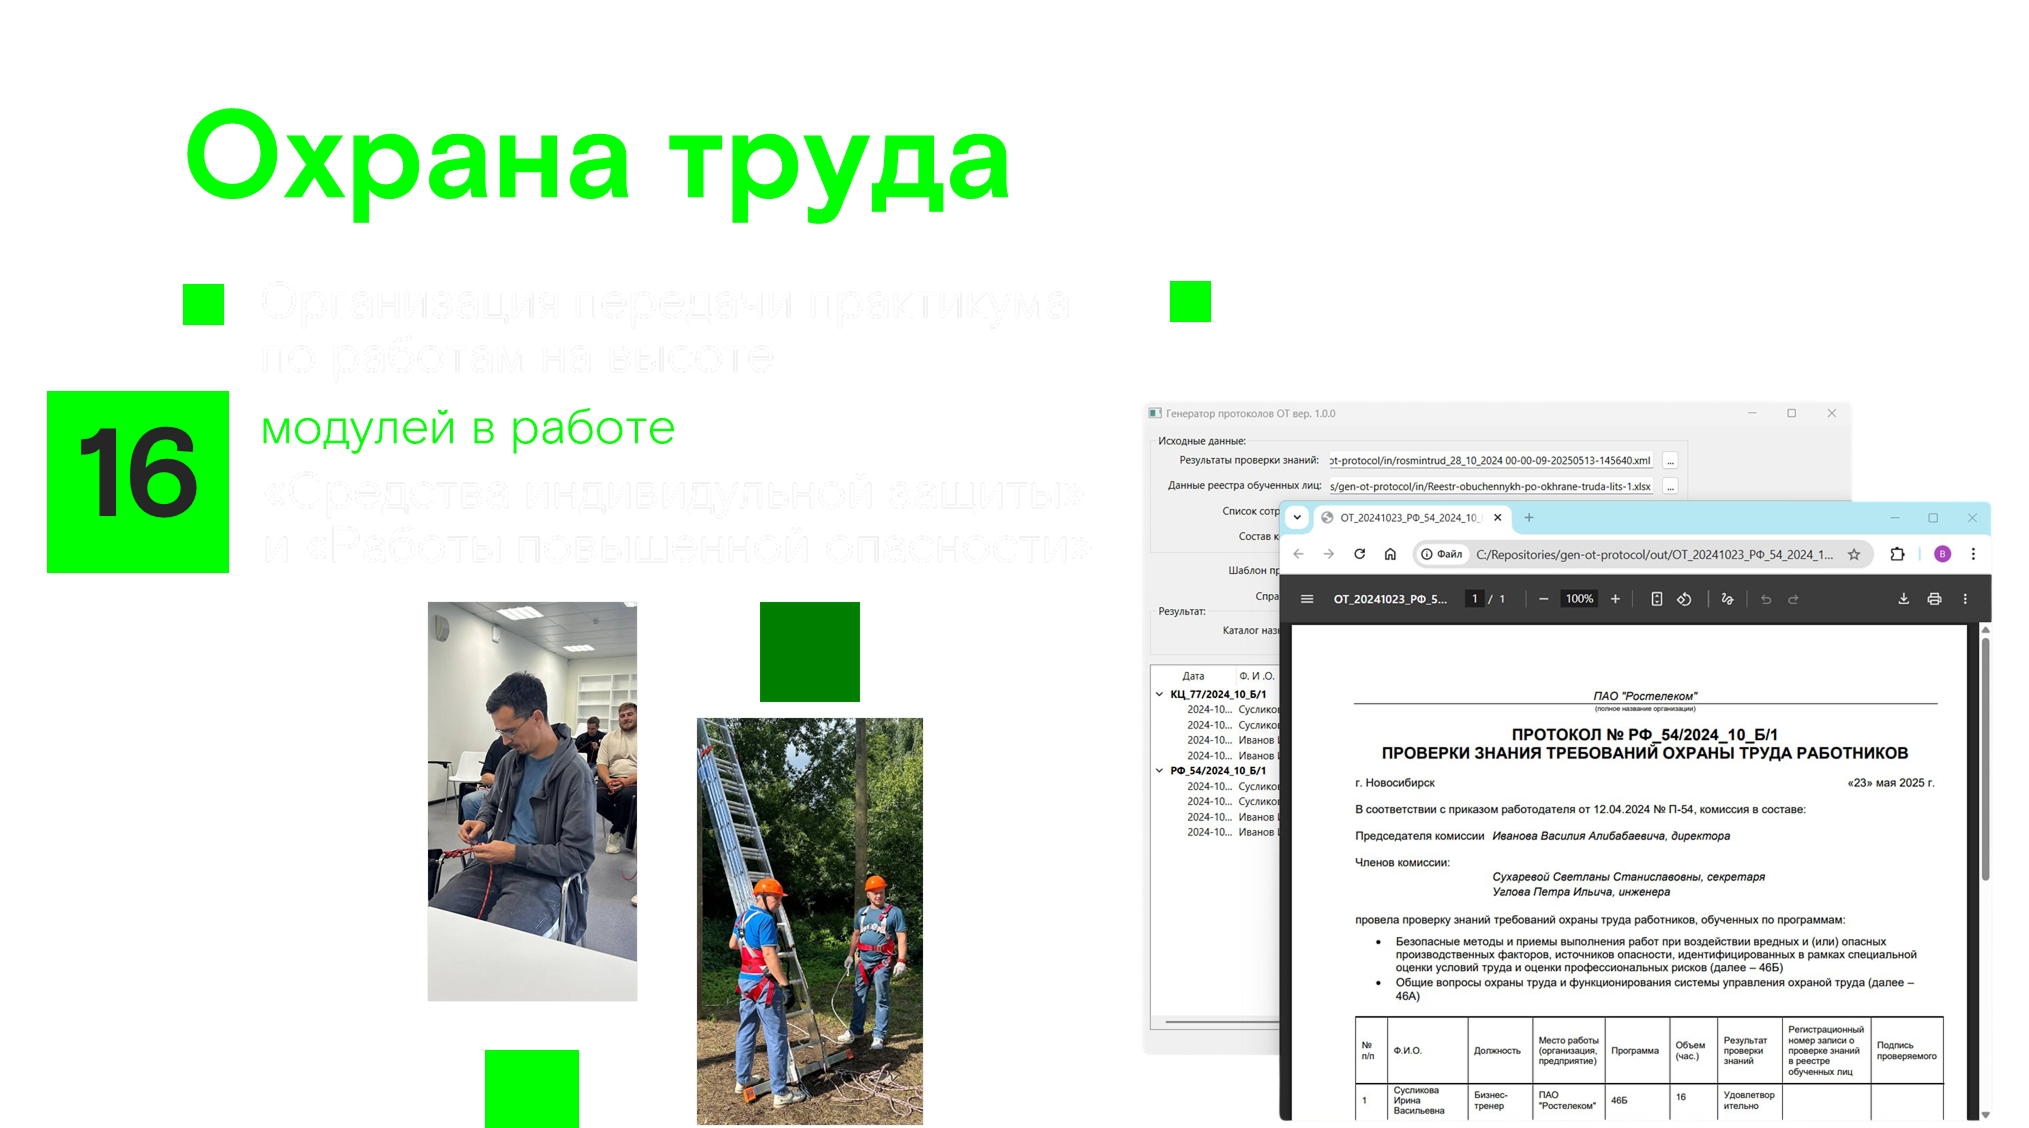 Охрана труда
Организация передачи практикума
по работам на высоте
16
модулей в работе
«Средства индивидульной защиты»
и «Работы повышенной опасности»
Генератор протоколов ОТ вер. 1.0.0
Исходные данные:
Результаты проверки знаний: ot-protocol/in/rosmintrud_28_10_2024 00-00-09-20250513-145640.xml ...
Данные реестра обученных лиц: s/gen-ot-protocol/in/Reestr-obuchennykh-po-okhrane-truda-lits-1.xlsx ...
Список сотр
Состав к
Шаблон пр
Спра
Результат:
Каталог назн
Дата Ф. И .О.
КЦ_77/2024_10_Б/1
2024-10... Сусликов
2024-10... Сусликов
2024-10... Иванов И
2024-10... Иванов И
РФ_54/2024_10_Б/1
2024-10... Сусликов
2024-10... Сусликов
2024-10... Иванов И
2024-10... Иванов И
ОТ_20241023_РФ_54_2024_10_
Файл C:/Repositories/gen-ot-protocol/out/OT_20241023_РФ_54_2024_1... B
ОТ_20241023_РФ_5... 1 / 1 100%
ПАО "Ростелеком"
(полное название организации)
ПРОТОКОЛ № РФ_54/2024_10_Б/1
ПРОВЕРКИ ЗНАНИЯ ТРЕБОВАНИЙ ОХРАНЫ ТРУДА РАБОТНИКОВ
г. Новосибирск «23» мая 2025 г.
В соответствии с приказом работодателя от 12.04.2024 № П-54, комиссия в составе:
Председателя комиссии Иванова Василия Алибабаевича, директора
Членов комиссии:
Сухаревой Светланы Станиславовны, секретаря
Углова Петра Ильича, инженера
провела проверку знаний требований охраны труда работников, обученных по программам:
• Безопасные методы и приемы выполнения работ при воздействии вредных и (или) опасных
производственных факторов, источников опасности, идентифицированных в рамках специальной
оценки условий труда и оценки профессиональных рисков (далее – 46Б)
• Общие вопросы охраны труда и функционирования системы управления охраной труда (далее –
46А)
№ п/п Ф.И.О. Должность Место работы (организация, предприятие) Программа Объем (час.) Результат проверки знаний Регистрационный номер записи о проверке знаний в реестре обученных лиц Подпись проверяемого
1 Сусликова Ирина Васильевна Бизнес-тренер ПАО "Ростелеком" 46Б 16 Удовлетворительно